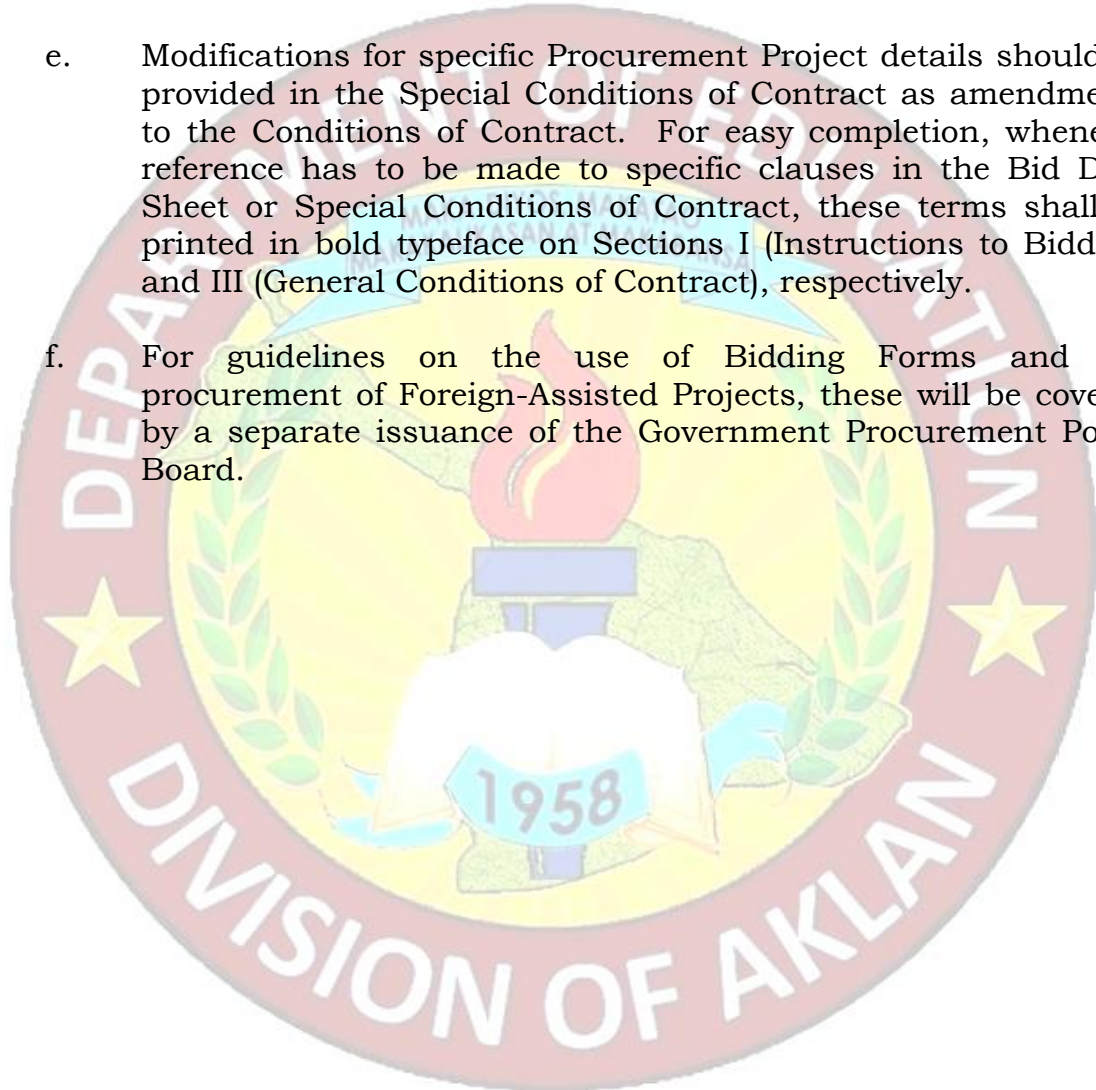 e. Modifications for specific Procurement Project details should
provided in the Special Conditions of Contract as amendme
to the Conditions of Contract. For easy completion, whene
reference has to be made to specific clauses in the Bid D
Sheet or Special Conditions of Contract, these terms shall
printed in bold typeface on Sections I (Instructions to Bidd
and III (General Conditions of Contract), respectively.
f. For guidelines on the use of Bidding Forms and
procurement of Foreign-Assisted Projects, these will be cove
by a separate issuance of the Government Procurement Po
Board.
DEPARTMENT OF EDUCATION
1958
DIVISION OF AKLAN